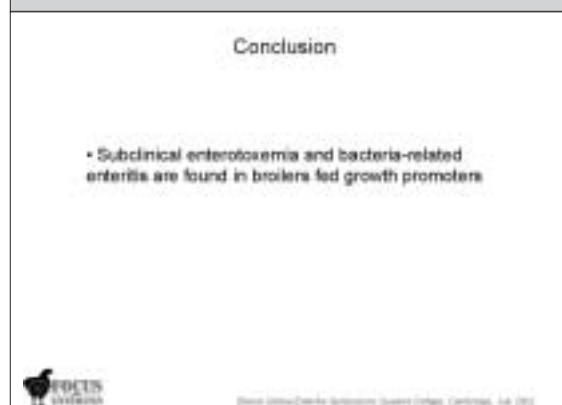 Conclusion
• Subclinical enterotoxemia and bacteria-related
enteritis are found in broilers fed growth promoters
FOCUS